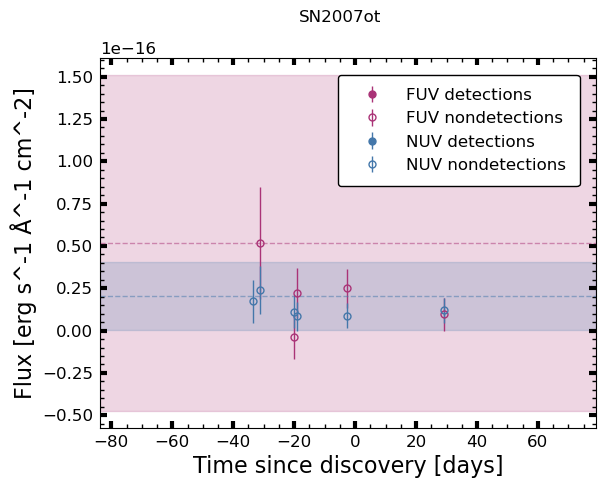 SN2007ot
1e−16
FUV detections
FUV nondetections
NUV detections
NUV nondetections
1.50
1.25
1.00
0.75
0.50
0.25
0.00
−0.25
−0.50
Flux [erg s^-1 Å^-1 cm^-2]
−80 −60 −40 −20 0 20 40 60
Time since discovery [days]